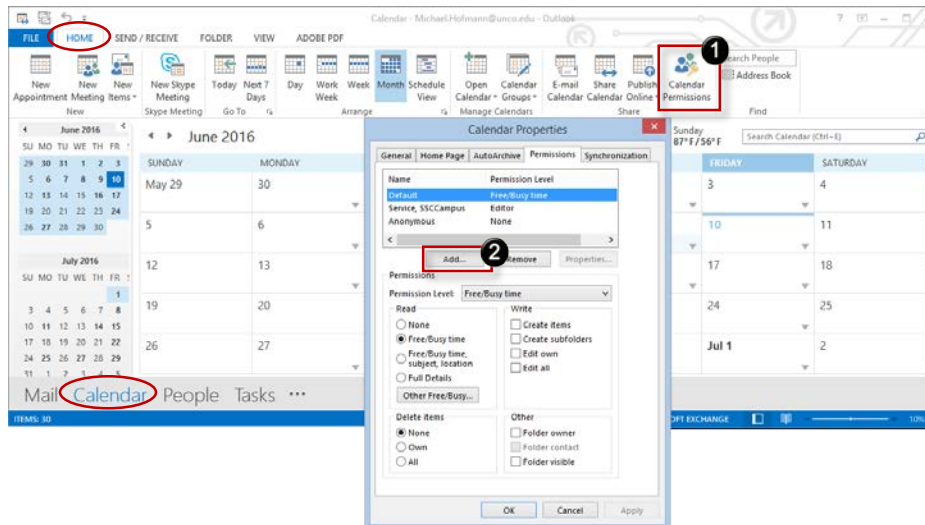 Calendar - Michael.Hofmann@unco.edu - Outlook
FILE HOME SEND / RECEIVE FOLDER VIEW ADOBE PDF
1
New Appointment
New Meeting
New Items
New
New Skype Meeting
Skype Meeting
Today
Next 7 Days
Go To
Day
Work Week
Week
Month
Schedule View
Arrange
Open Calendar
Calendar Groups
Manage Calendars
E-mail Calendar
Share Calendar
Publish Online
Calendar Permissions
Share
Search People
Address Book
Find
June 2016
SU MO TU WE TH FR
29 30 31 1 2 3
5 6 7 8 9 10
12 13 14 15 16 17
19 20 21 22 23 24
26 27 28 29 30
July 2016
SU MO TU WE TH FR
1
3 4 5 6 7 8
10 11 12 13 14 15
17 18 19 20 21 22
24 25 26 27 28 29
31 1 2 3 4 5
June 2016
Sunday
87°F/56°F
Search Calendar (Ctrl+E)
SUNDAY MONDAY FRIDAY SATURDAY
May 29 30 3 4
5 6 10 11
12 13 17 18
19 20 24 25
26 27 Jul 1 2
Calendar Properties
General Home Page AutoArchive Permissions Synchronization
Name Permission Level
Default Free/Busy time
Service, SSCCampus Editor
Anonymous None
Add... 2 Remove Properties...
Permissions
Permission Level: Free/Busy time
Read
None
Free/Busy time
Free/Busy time, subject, location
Full Details
Other Free/Busy...
Write
Create items
Create subfolders
Edit own
Edit all
Delete items
None
Own
All
Other
Folder owner
Folder contact
Folder visible
OK Cancel Apply
Mail Calendar People Tasks ...
ITEMS: 30
EXCHANGE
10%